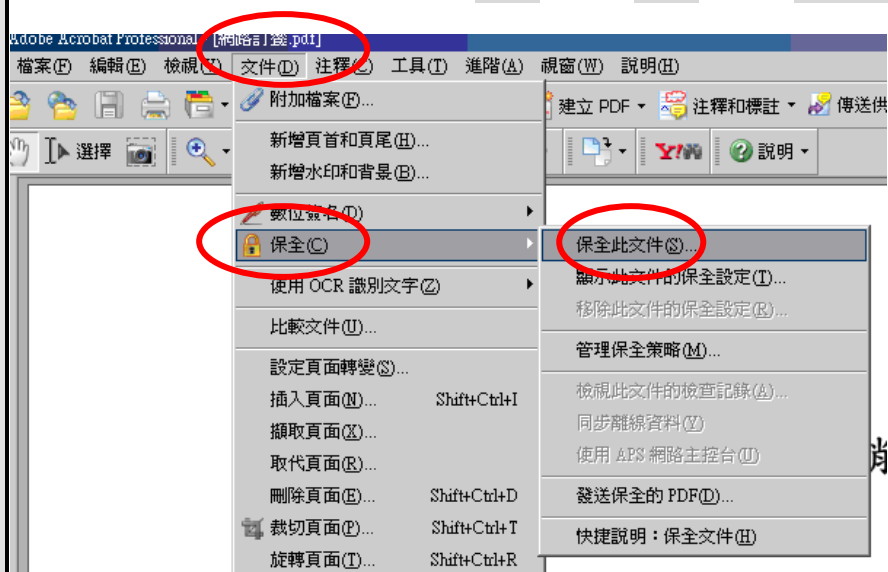 Adobe Acrobat Professional - [網路訂簽.pdf]
檔案(F) 編輯(E) 檢視(V) 文件(D) 注釋(C) 工具(T) 進階(A) 視窗(W) 說明(H)
附加檔案(F)...
建立 PDF 注釋和標註 傳送供
選擇
Y!
說明
新增頁首和頁尾(H)...
新增水印和背景(B)...
數位簽名(D)
保全(C)
使用 OCR 識別文字(Z)
比較文件(U)...
設定頁面轉變(S)...
插入頁面(N)... Shift+Ctrl+I
擷取頁面(X)...
取代頁面(R)...
刪除頁面(E)... Shift+Ctrl+D
裁切頁面(P)... Shift+Ctrl+T
旋轉頁面(T)... Shift+Ctrl+R
保全此文件(S)...
顯示此文件的保全設定(T)...
移除此文件的保全設定(R)...
管理保全策略(M)...
檢視此文件的檢查記錄(A)...
同步離線資料(Y)
使用 APS 網路主控台(U)
發送保全的 PDF(D)...
快捷說明：保全文件(H)